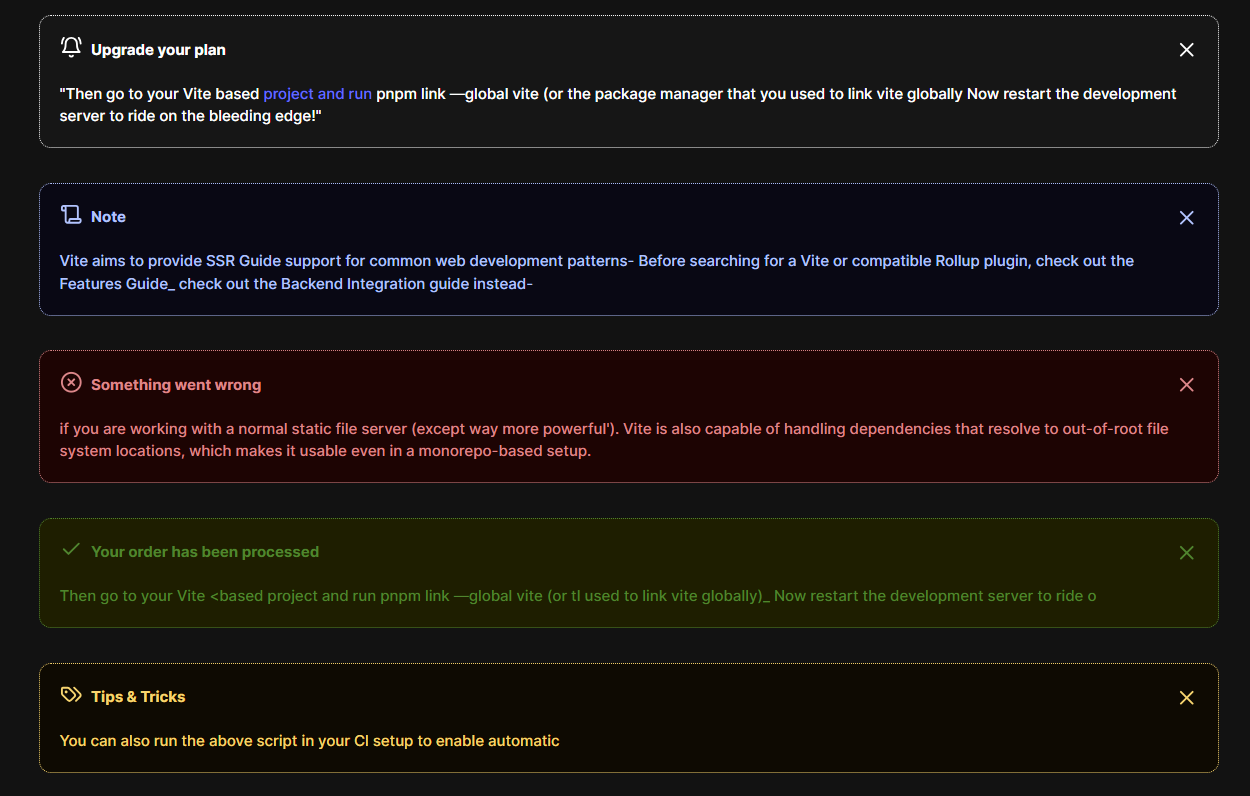 Upgrade your plan
"Then go to your Vite based project and run pnpm link —global vite (or the package manager that you used to link vite globally Now restart the development
server to ride on the bleeding edge!"
Note
Vite aims to provide SSR Guide support for common web development patterns- Before searching for a Vite or compatible Rollup plugin, check out the
Features Guide_ check out the Backend Integration guide instead-
Something went wrong
if you are working with a normal static file server (except way more powerful'). Vite is also capable of handling dependencies that resolve to out-of-root file
system locations, which makes it usable even in a monorepo-based setup.
Your order has been processed
Then go to your Vite <based project and run pnpm link —global vite (or tl used to link vite globally)_ Now restart the development server to ride o
Tips & Tricks
You can also run the above script in your CI setup to enable automatic